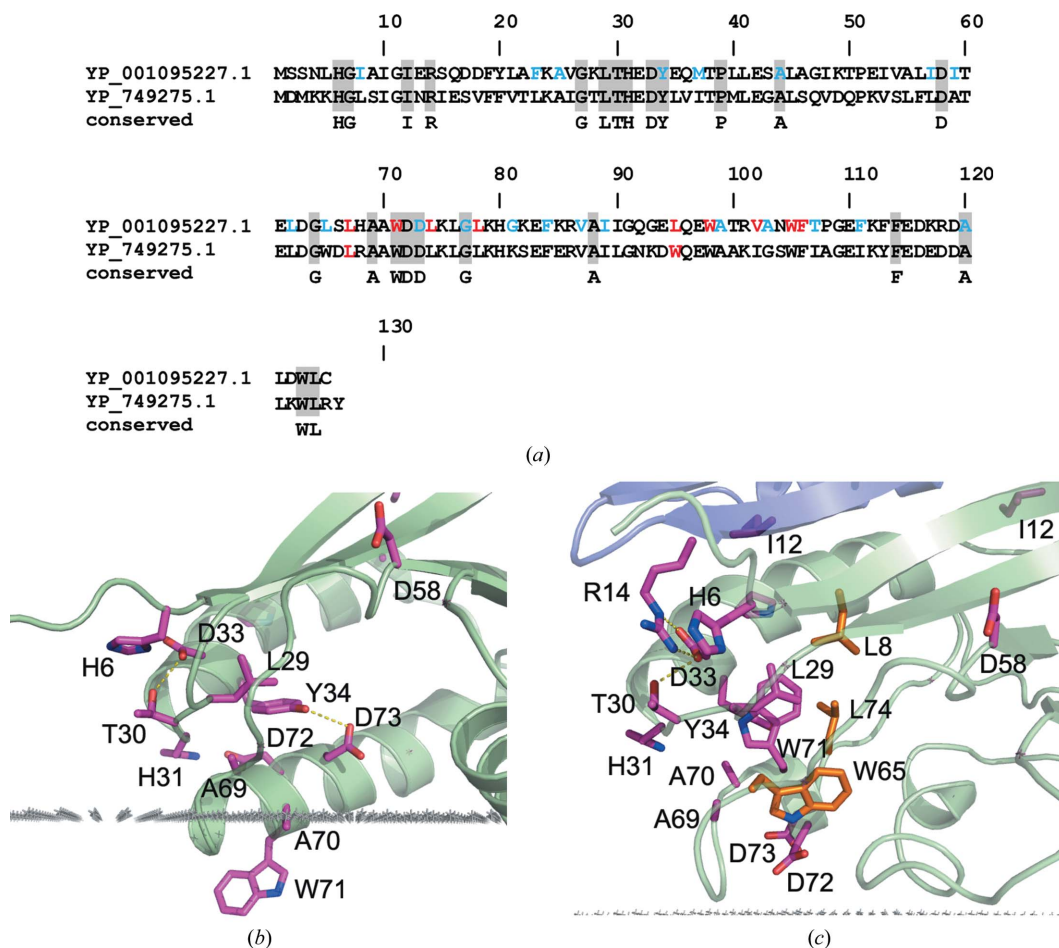 10 20 30 40 50 60
YP_001095227.1 MSSNLHGIAIGIERSQDDFYLAFKAVGKLTHEDYEQMTPLLESALAGIKTPEIVALIDIT
YP_749275.1 MDMKKHGLSIGINRIESVFFVTLKAIGTLTHEDYLVITPMLEGALSQVDQPKVSLFLDAT
conserved HG I R G LTH DY P A D
70 80 90 100 110 120
YP_001095227.1 ELDGLSLHAAWDDLKLGLKHGKEFKRVAIIGQGELQEWATRVANWFTPGEFKFFEDKRDA
YP_749275.1 ELDGWDLRAAWDDLKLGLKHKSEFERVAILGNKDWQEWAAKIGSWFIAGEIKYFEDEDDA
conserved G A WDD G A F A
130
YP_001095227.1 LDWLC
YP_749275.1 LKWLRY
conserved WL
(a)
D58
H6
D33
L29
T30
Y34
D73
H31
D72
A69
A70
W71
(b)
I12
I12
R14
H6
L8
D33
L29
D58
T30
Y34
L74
H31
W71
W65
A70
A69
D73
D72
(c)